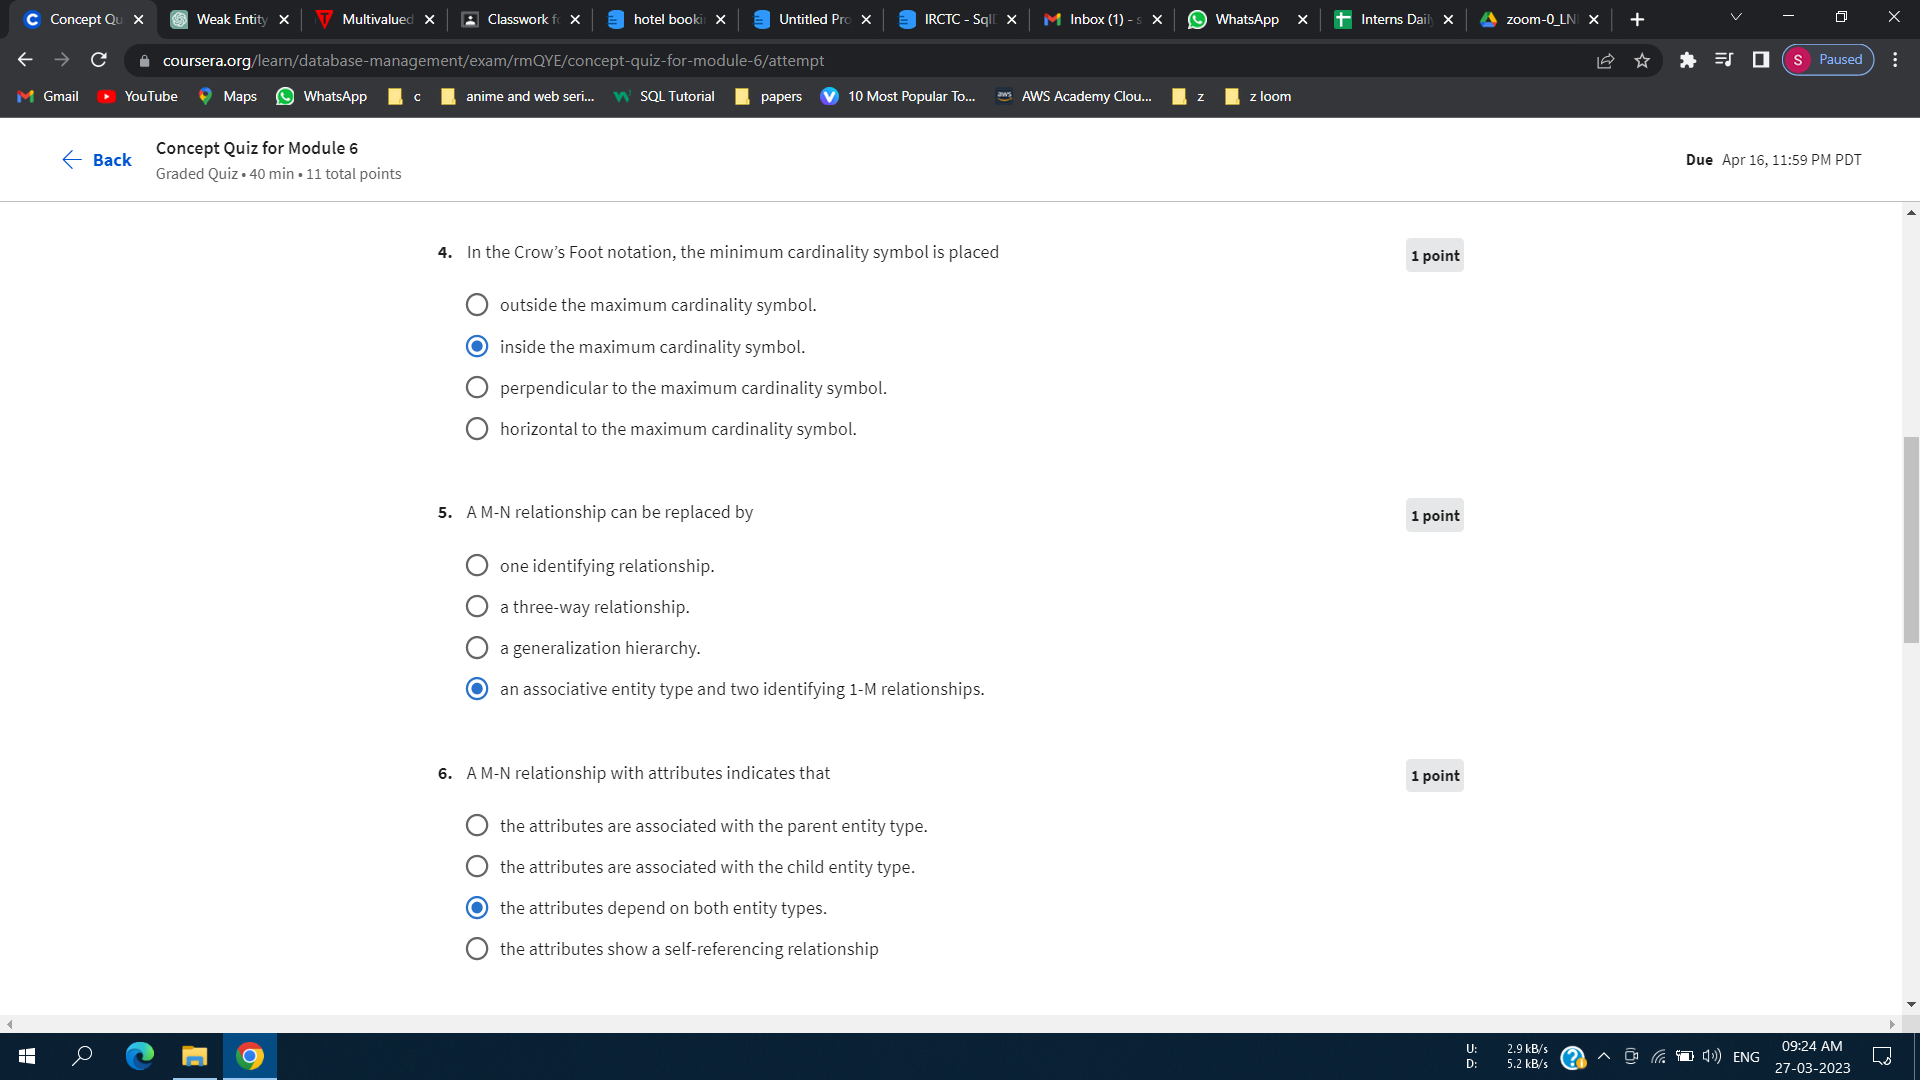 Concept Qu
Weak Entity
Multivalued
Classwork f
hotel booki
Untitled Pro
IRCTC - Sql
Inbox (1) - s
WhatsApp
Interns Dail
zoom-0_LN
coursera.org/learn/database-management/exam/rmQYE/concept-quiz-for-module-6/attempt
S Paused
Gmail
YouTube
Maps
WhatsApp
c
anime and web seri...
SQL Tutorial
papers
10 Most Popular To...
AWS Academy Clou...
z
z loom
Back
Concept Quiz for Module 6
Graded Quiz • 40 min • 11 total points
Due Apr 16, 11:59 PM PDT
4. In the Crow’s Foot notation, the minimum cardinality symbol is placed
1 point
outside the maximum cardinality symbol.
inside the maximum cardinality symbol.
perpendicular to the maximum cardinality symbol.
horizontal to the maximum cardinality symbol.
5. A M-N relationship can be replaced by
1 point
one identifying relationship.
a three-way relationship.
a generalization hierarchy.
an associative entity type and two identifying 1-M relationships.
6. A M-N relationship with attributes indicates that
1 point
the attributes are associated with the parent entity type.
the attributes are associated with the child entity type.
the attributes depend on both entity types.
the attributes show a self-referencing relationship
U: 2.9 kB/s
D: 5.2 kB/s
ENG
09:24 AM
27-03-2023